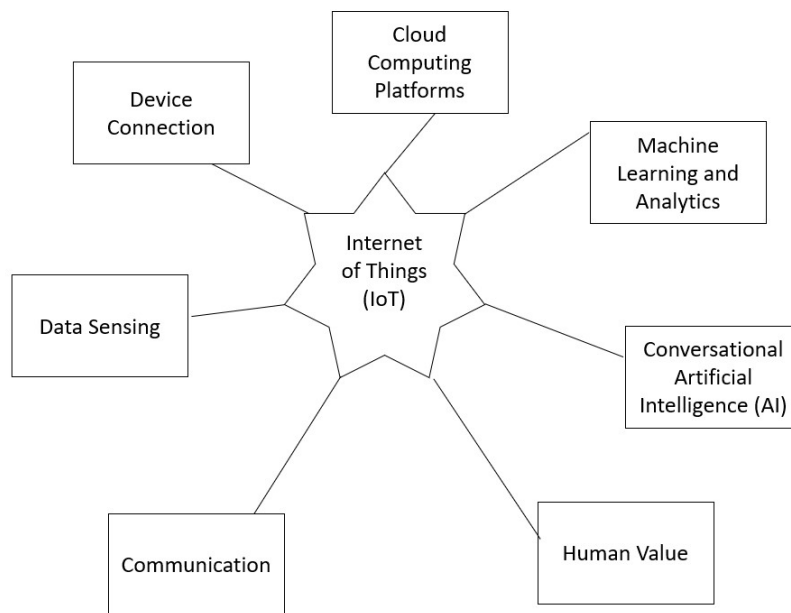 Cloud
Computing
Platforms
Device
Connection
Machine
Learning and
Analytics
Internet
of Things
(IoT)
Data Sensing
Conversational
Artificial
Intelligence (AI)
Communication
Human Value